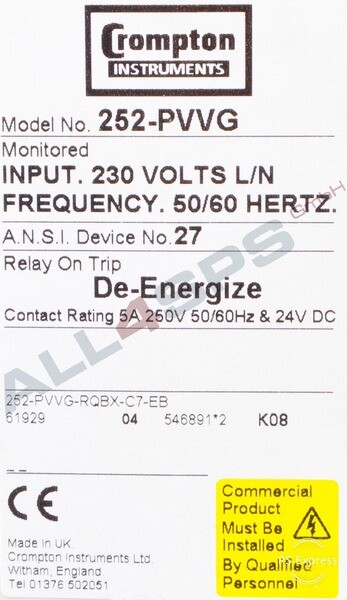 Crompton
INSTRUMENTS
Model No. 252-PVVG
Monitored
INPUT. 230 VOLTS L/N
FREQUENCY. 50/60 HERTZ.
A.N.S.I. Device No. 27
Relay On Trip
De-Energize
Contact Rating 5A 250V 50/60Hz & 24V DC
ALL4SPS GmbH
252-PVVG-RQBX-C7-EB
61929 04 546891*2 K08
CE
Commercial
Product
Must Be
Installed
By Qualified
Personnel
Made in UK
Crompton Instruments Ltd.
Witham, England
Tel 01376 502051